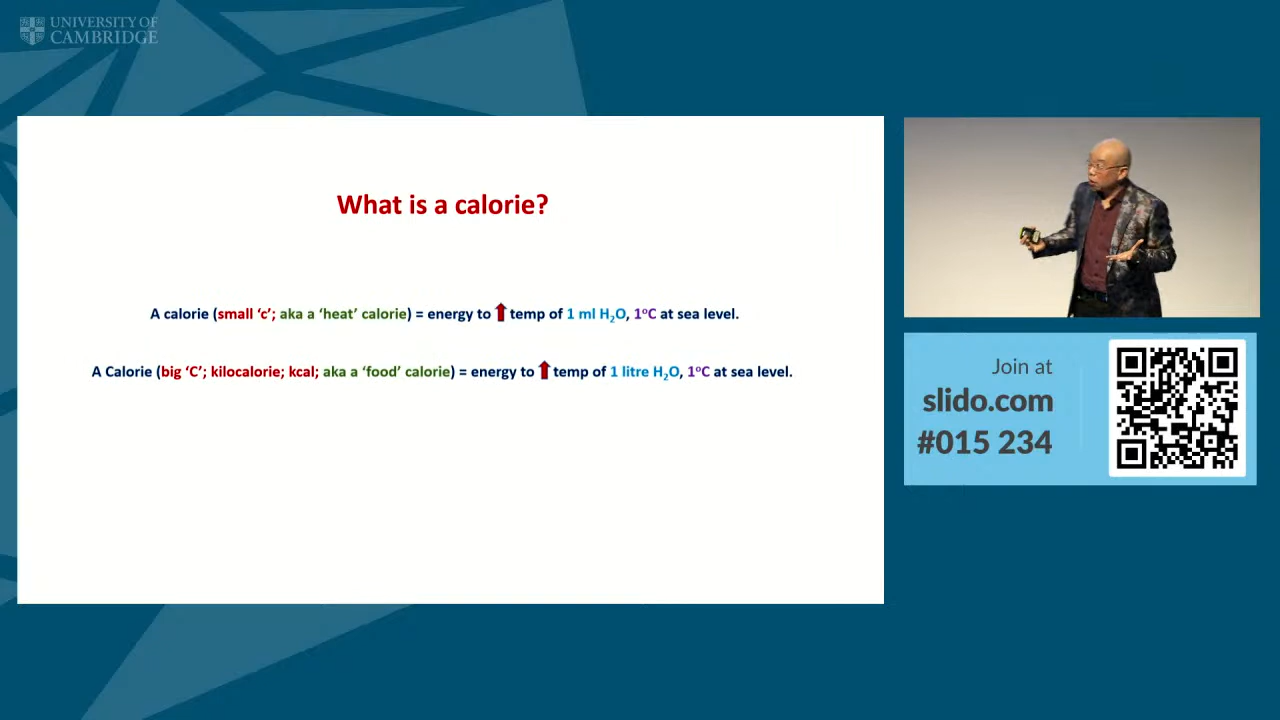 UNIVERSITY OF
CAMBRIDGE
What is a calorie?
A calorie (small ‘c’; aka a ‘heat’ calorie) = energy to ⬆ temp of 1 ml H₂O, 1°C at sea level.
A Calorie (big ‘C’; kilocalorie; kcal; aka a ‘food’ calorie) = energy to ⬆ temp of 1 litre H₂O, 1°C at sea level.
Join at
slido.com
#015 234